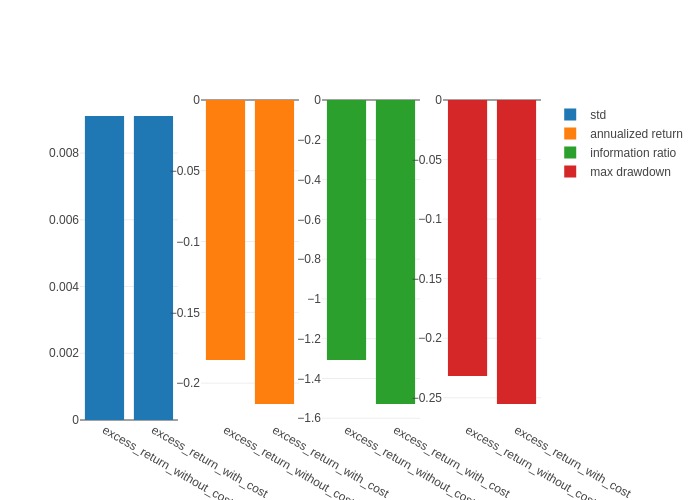 0.008
0.006
0.004
0.002
0
0
−0.05
−0.1
−0.15
−0.2
0
−0.2
−0.4
−0.6
−0.8
−1
−1.2
−1.4
−1.6
0
−0.05
−0.1
−0.15
−0.2
−0.25
excess_return_without_cost
excess_return_with_cost
excess_return_without_cost
excess_return_with_cost
excess_return_without_cost
excess_return_with_cost
excess_return_without_cost
excess_return_with_cost
std
annualized return
information ratio
max drawdown